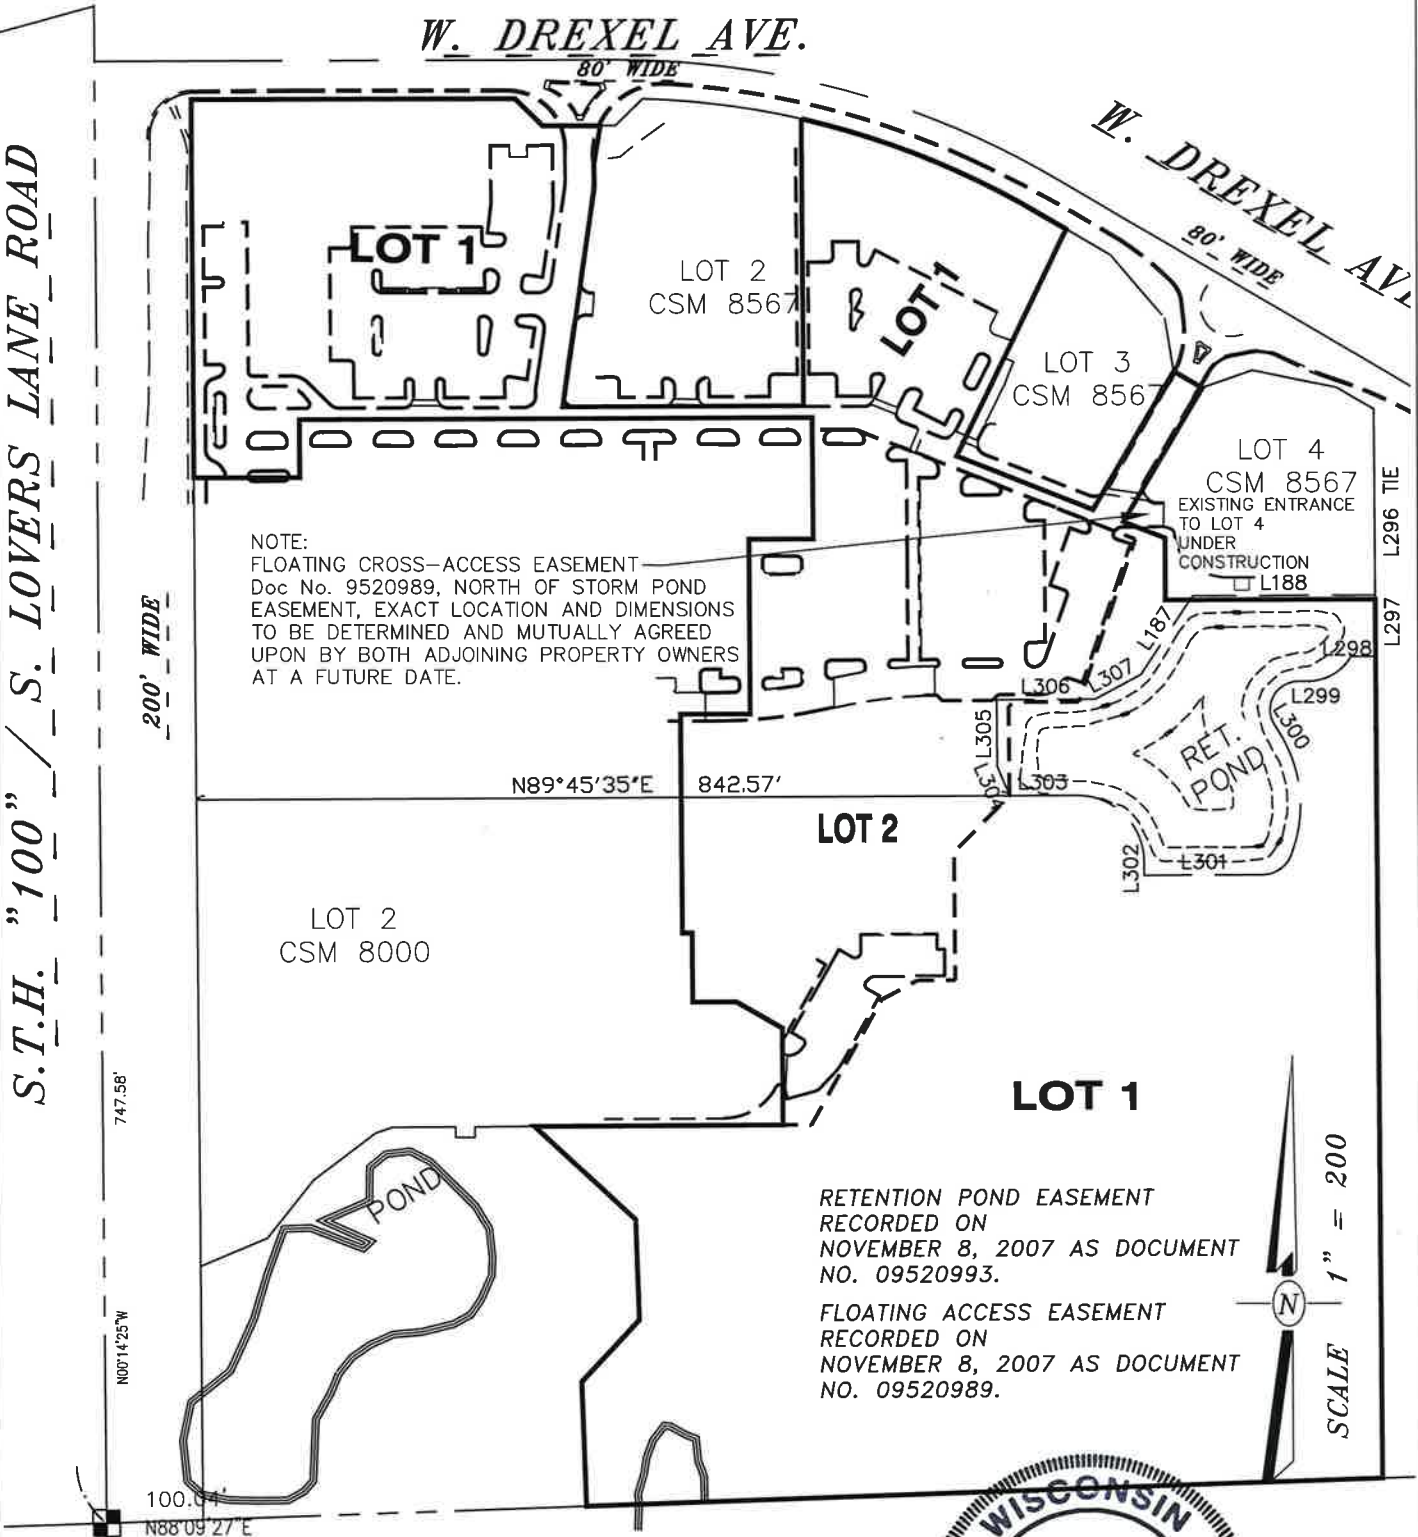 W. DREXEL AVE.
80' WIDE
W. DREXEL AVE
80' WIDE
S.T.H. "100" / S. LOVERS LANE ROAD
200' WIDE
LOT 1
LOT 2
CSM 8567
LOT 1
LOT 3
CSM 856
LOT 4
CSM 8567
EXISTING ENTRANCE
TO LOT 4
UNDER
CONSTRUCTION
L188
L296 TIE
L297
NOTE:
FLOATING CROSS-ACCESS EASEMENT
Doc No. 9520989, NORTH OF STORM POND
EASEMENT, EXACT LOCATION AND DIMENSIONS
TO BE DETERMINED AND MUTUALLY AGREED
UPON BY BOTH ADJOINING PROPERTY OWNERS
AT A FUTURE DATE.
L187
L298
L306
L307
L299
L300
L305
L304
L303
RET.
POND
L302
L301
N89°45'35"E 842.57'
LOT 2
LOT 2
CSM 8000
747.58'
N00°14'25"W
LOT 1
POND
RETENTION POND EASEMENT
RECORDED ON
NOVEMBER 8, 2007 AS DOCUMENT
NO. 09520993.
FLOATING ACCESS EASEMENT
RECORDED ON
NOVEMBER 8, 2007 AS DOCUMENT
NO. 09520989.
N
SCALE 1" = 200
100.04'
N88°09'27"E
WISCONSIN